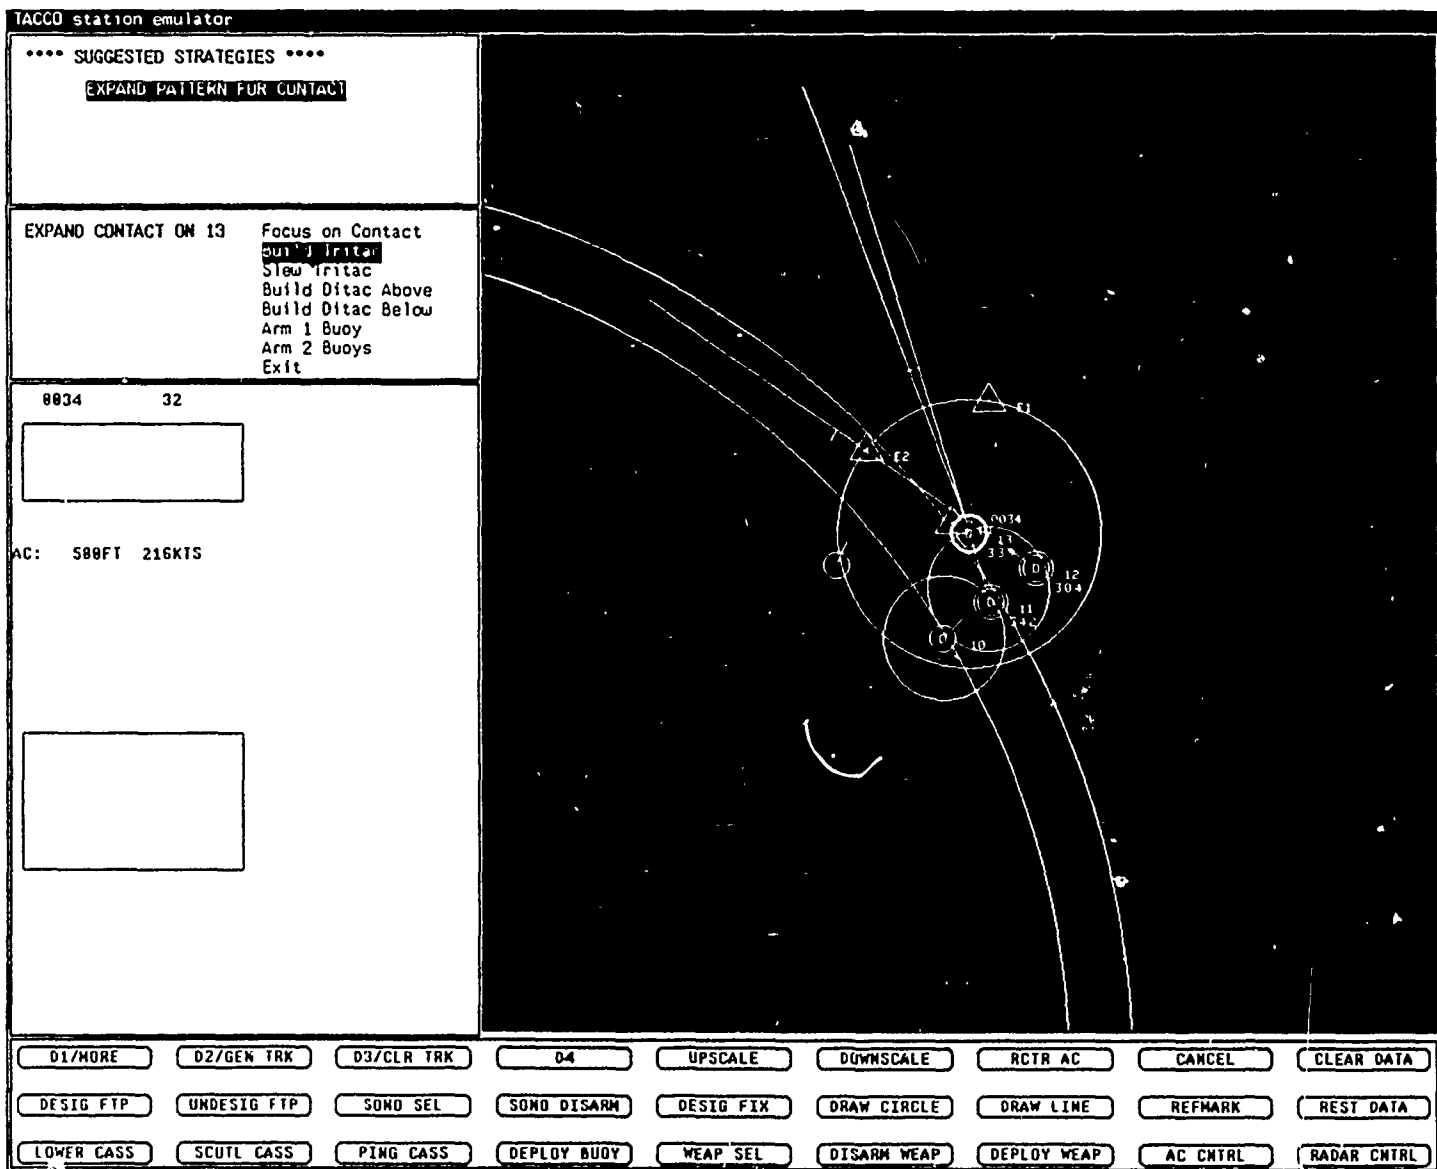 TACCO station emulator
**** SUGGESTED STRATEGIES ****
EXPAND PATTERN FUR CONTACT
EXPAND CONTACT ON 13
Focus on Contact
Build Tritac
Slew Tritac
Build Ditac Above
Build Ditac Below
Arm 1 Buoy
Arm 2 Buoys
Exit
0034 32
AC: 500FT 216KTS
E1
E2
0034
13
33
D 12
304
D 11
242
D 10
D1/MORE D2/GEN TRK D3/CLR TRK D4 UPSCALE DOWNSCALE RCTR AC CANCEL CLEAR DATA
DESIG FTP UNDESIG FTP SONO SEL SONO DISARM DESIG FIX DRAW CIRCLE DRAW LINE REFMARK REST DATA
LOWER CASS SCUTL CASS PING CASS DEPLOY BUOY WEAP SEL DISARM WEAP DEPLOY WEAP AC CNTRL RADAR CNTRL